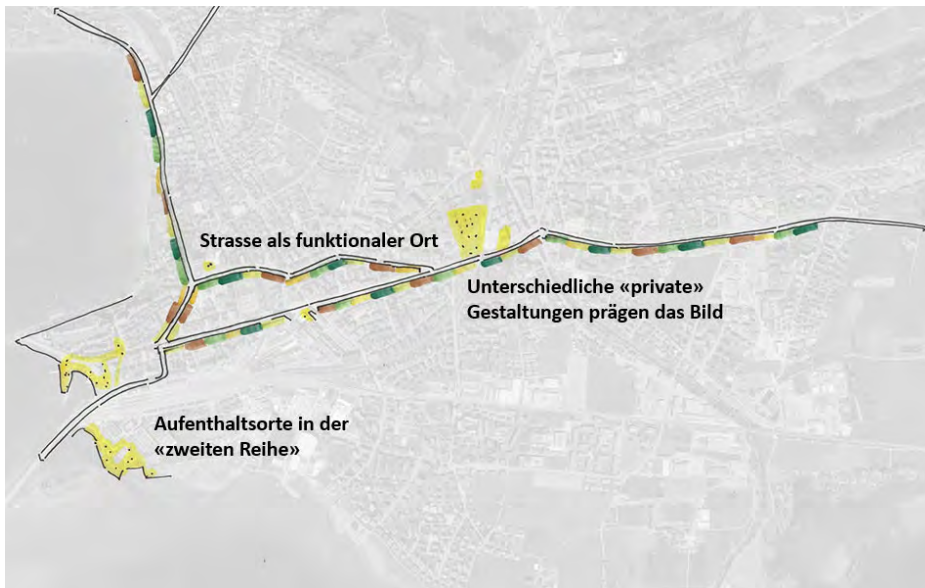 Strasse als funktionaler Ort
Unterschiedliche «private»
Gestaltungen prägen das Bild
Aufenthaltsorte in der
«zweiten Reihe»